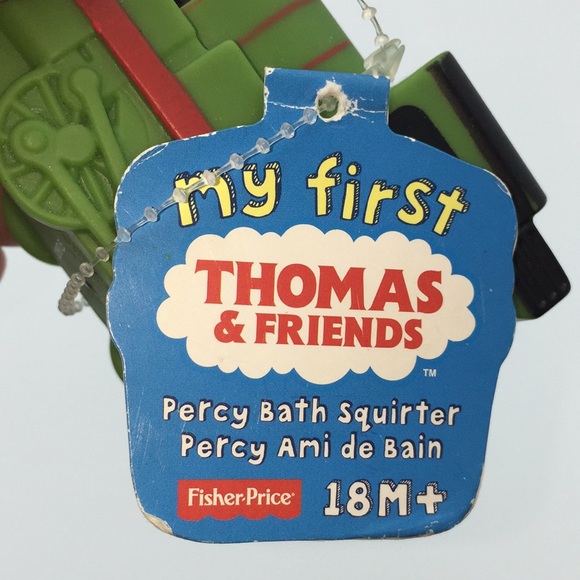 my first
THOMAS
& FRIENDS
™
Percy Bath Squirter
Percy Ami de Bain
Fisher-Price®
18M+